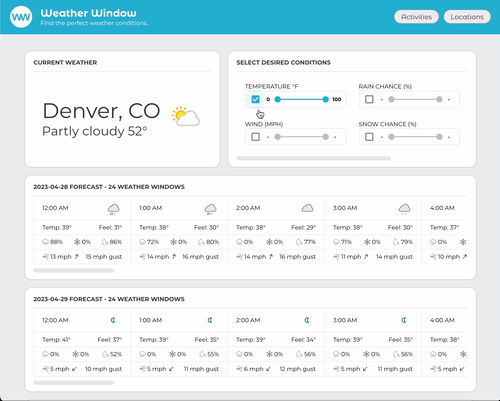 WW
Weather Window
Find the perfect weather conditions.
Activities
Locations
CURRENT WEATHER
Denver, CO
Partly cloudy 52°
SELECT DESIRED CONDITIONS
TEMPERATURE °F
0
100
RAIN CHANCE (%)
WIND (MPH)
SNOW CHANCE (%)
2023-04-28 FORECAST - 24 WEATHER WINDOWS
12:00 AM
1:00 AM
2:00 AM
3:00 AM
4:00 AM
Temp: 39° Feel: 31°
Temp: 38° Feel: 30°
Temp: 38° Feel: 29°
Temp: 38° Feel: 30°
Temp: 37°
88% 0% 86%
72% 0% 80%
0% 0% 77%
71% 0% 79%
0%
13 mph ↗ 15 mph gust
14 mph ↗ 16 mph gust
14 mph ↗ 16 mph gust
11 mph ↗ 14 mph gust
10 mph ↗
2023-04-29 FORECAST - 24 WEATHER WINDOWS
12:00 AM
1:00 AM
2:00 AM
3:00 AM
4:00 AM
Temp: 41° Feel: 37°
Temp: 39° Feel: 35°
Temp: 39° Feel: 34°
Temp: 38° Feel: 35°
Temp: 38°
0% 0% 52%
0% 0% 55%
0% 0% 56%
0% 0% 56%
0%
5 mph ↙ 10 mph gust
5 mph ↙ 11 mph gust
6 mph ↙ 12 mph gust
5 mph ↙ 11 mph gust
5 mph ↙